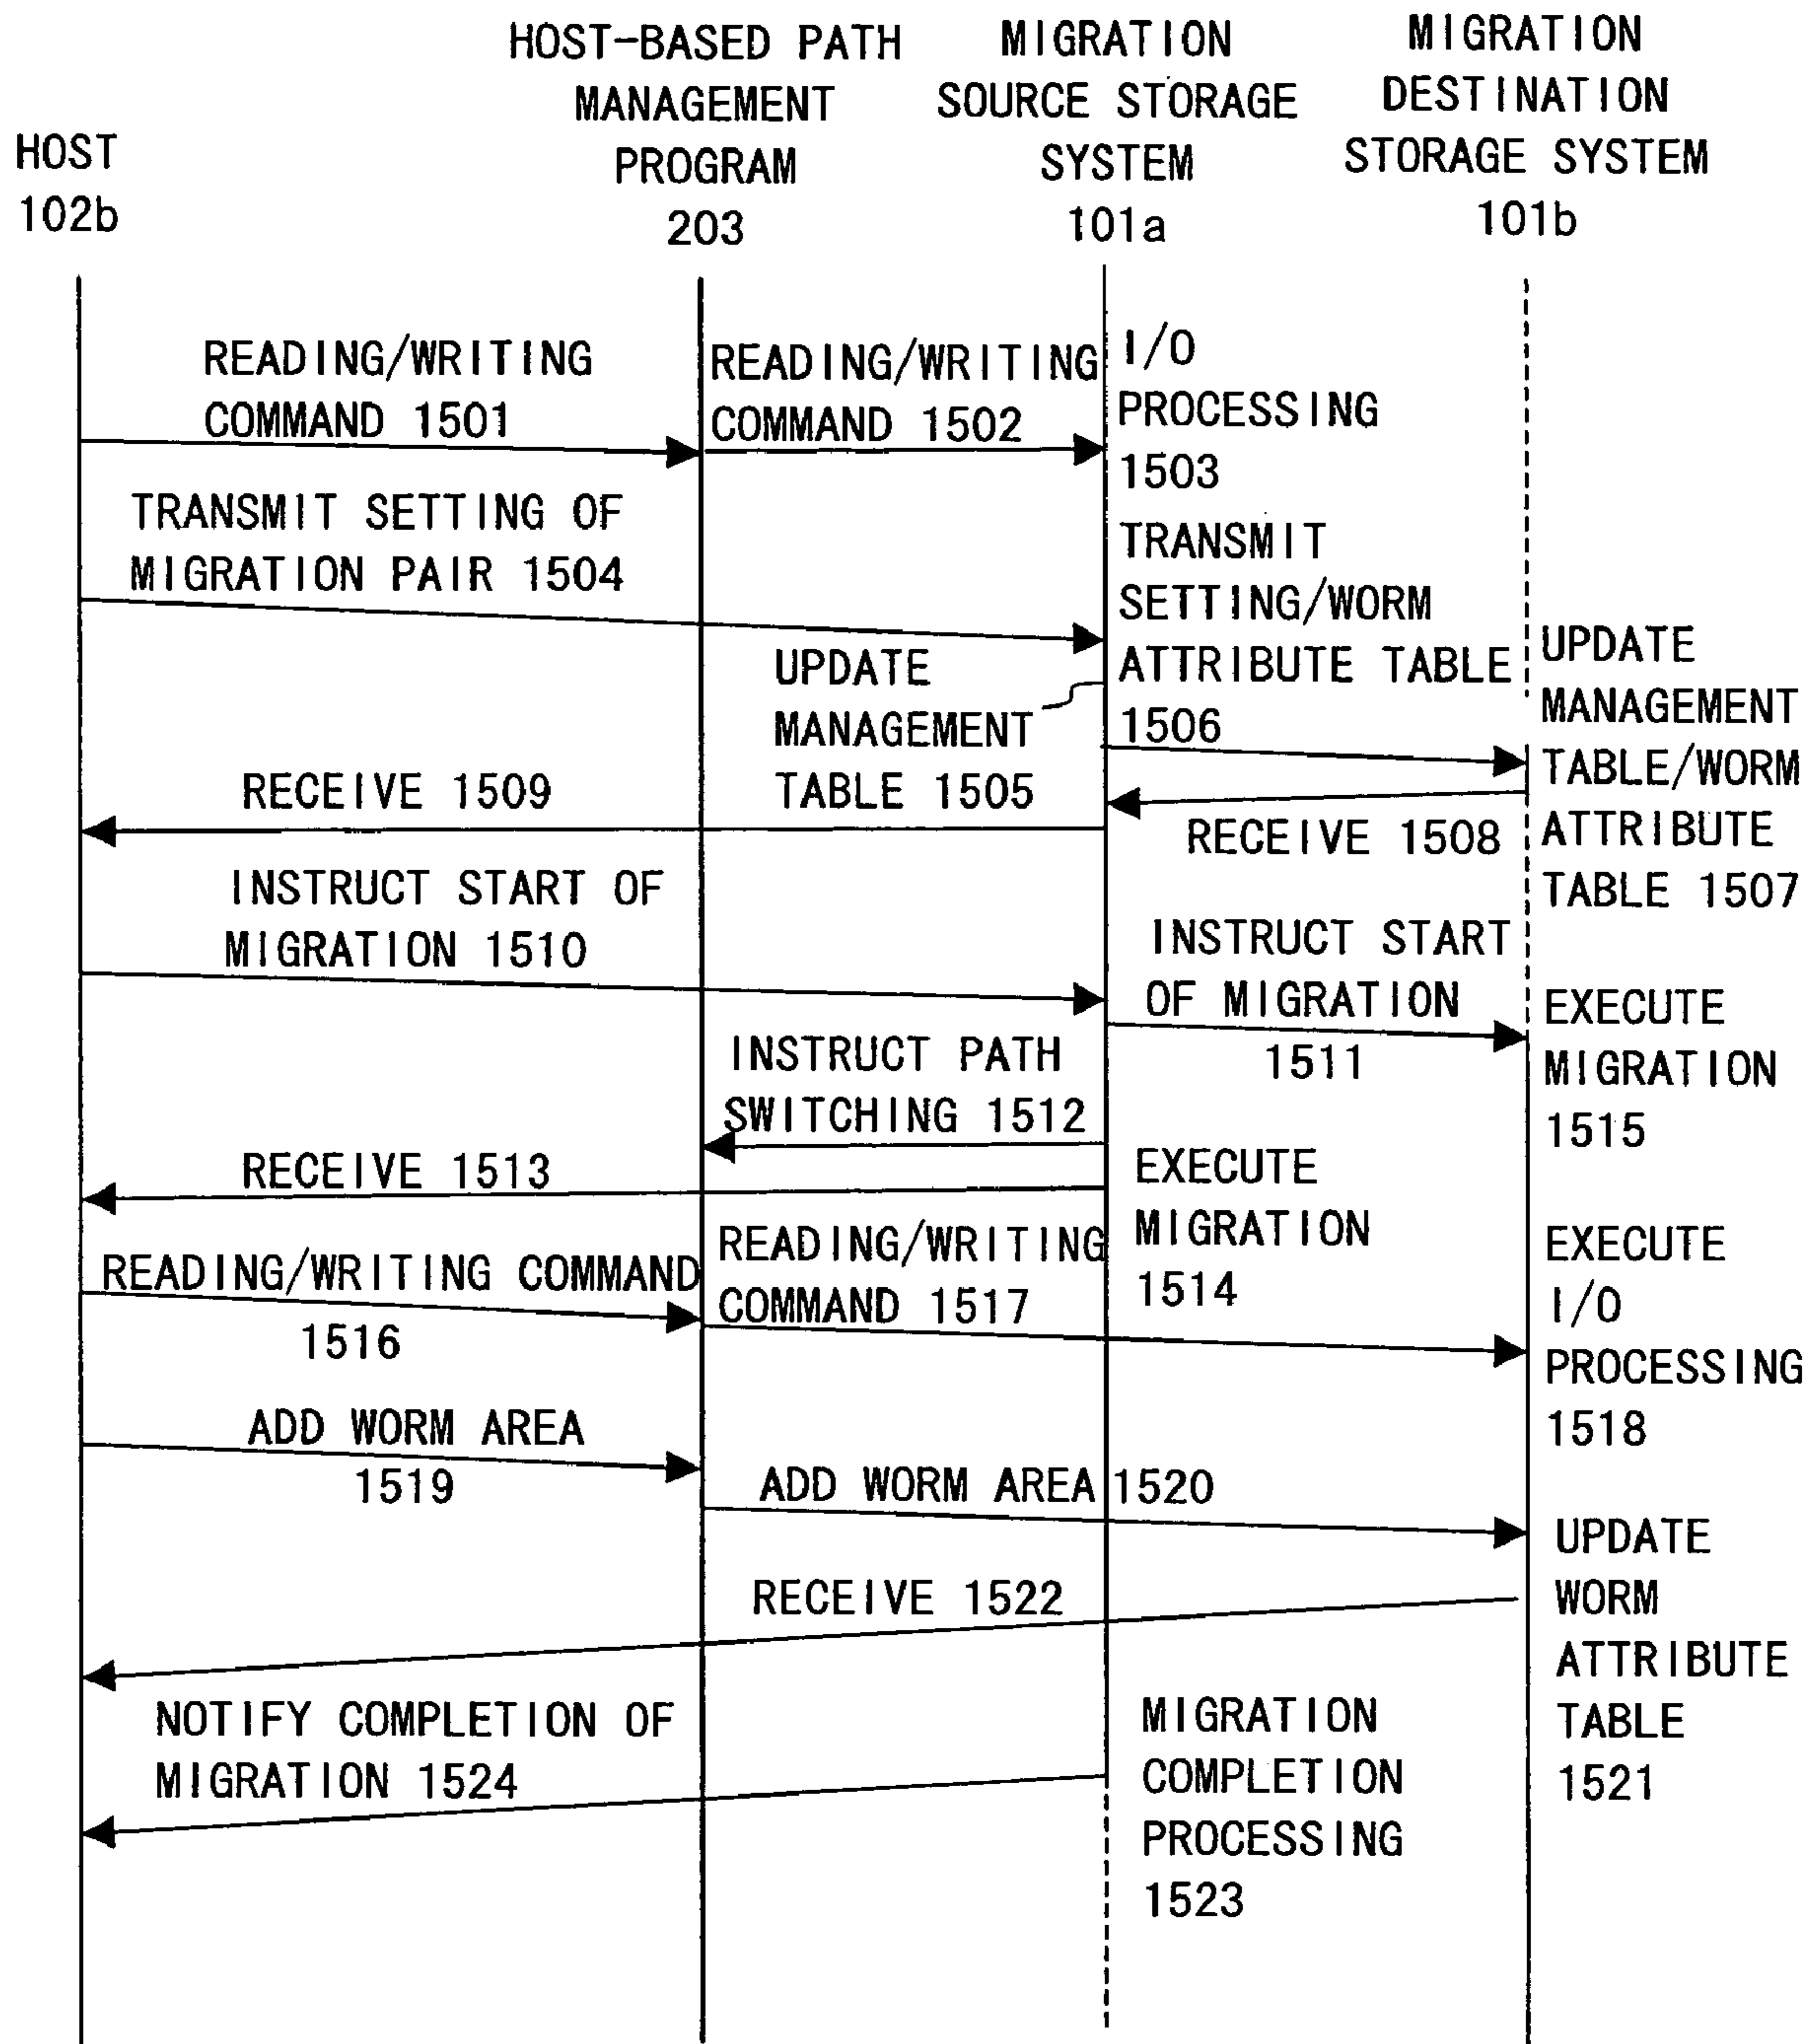 HOST
102b
HOST-BASED PATH
MANAGEMENT
PROGRAM
203
MIGRATION
SOURCE STORAGE
SYSTEM
101a
MIGRATION
DESTINATION
STORAGE SYSTEM
101b
READING/WRITING
COMMAND 1501
READING/WRITING
COMMAND 1502
I/O
PROCESSING
1503
TRANSMIT SETTING OF
MIGRATION PAIR 1504
UPDATE
MANAGEMENT
TABLE 1505
TRANSMIT
SETTING/WORM
ATTRIBUTE TABLE
1506
UPDATE
MANAGEMENT
TABLE/WORM
ATTRIBUTE
TABLE 1507
RECEIVE 1508
RECEIVE 1509
INSTRUCT START OF
MIGRATION 1510
INSTRUCT START
OF MIGRATION
1511
INSTRUCT PATH
SWITCHING 1512
RECEIVE 1513
EXECUTE
MIGRATION
1514
EXECUTE
MIGRATION
1515
READING/WRITING COMMAND
1516
READING/WRITING
COMMAND 1517
EXECUTE
I/O
PROCESSING
1518
ADD WORM AREA
1519
ADD WORM AREA 1520
UPDATE
WORM
ATTRIBUTE
TABLE
1521
RECEIVE 1522
MIGRATION
COMPLETION
PROCESSING
1523
NOTIFY COMPLETION OF
MIGRATION 1524